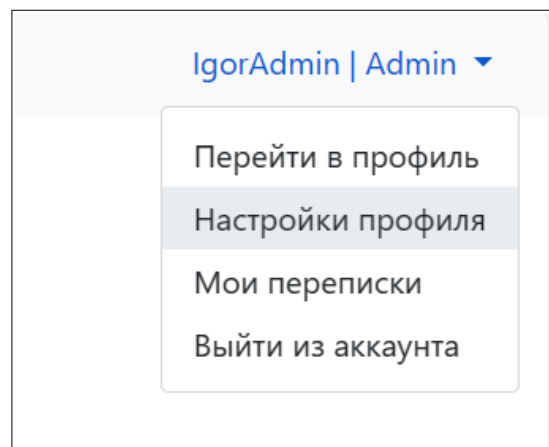 IgorAdmin | Admin
Перейти в профиль
Настройки профиля
Мои переписки
Выйти из аккаунта